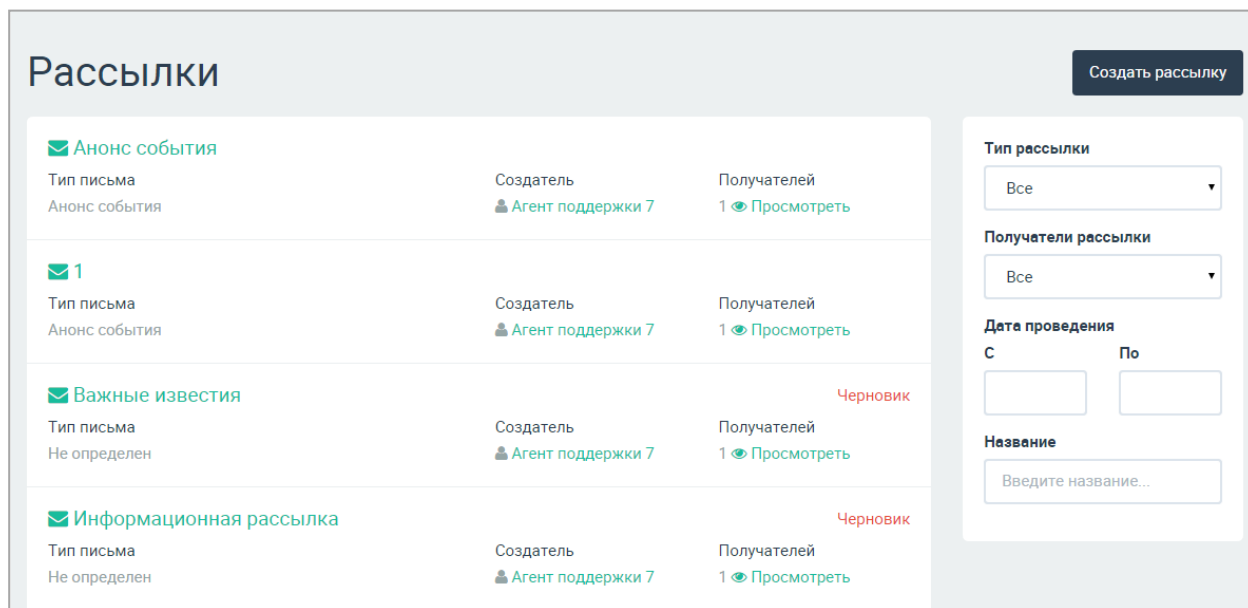 Рассылки
Создать рассылку
Анонс события
Тип письма Создатель Получателей
Анонс события Агент поддержки 7 1 Просмотреть
1
Тип письма Создатель Получателей
Анонс события Агент поддержки 7 1 Просмотреть
Важные известия Черновик
Тип письма Создатель Получателей
Не определен Агент поддержки 7 1 Просмотреть
Информационная рассылка Черновик
Тип письма Создатель Получателей
Не определен Агент поддержки 7 1 Просмотреть
Тип рассылки
Все
Получатели рассылки
Все
Дата проведения
С По
Название
Введите название...